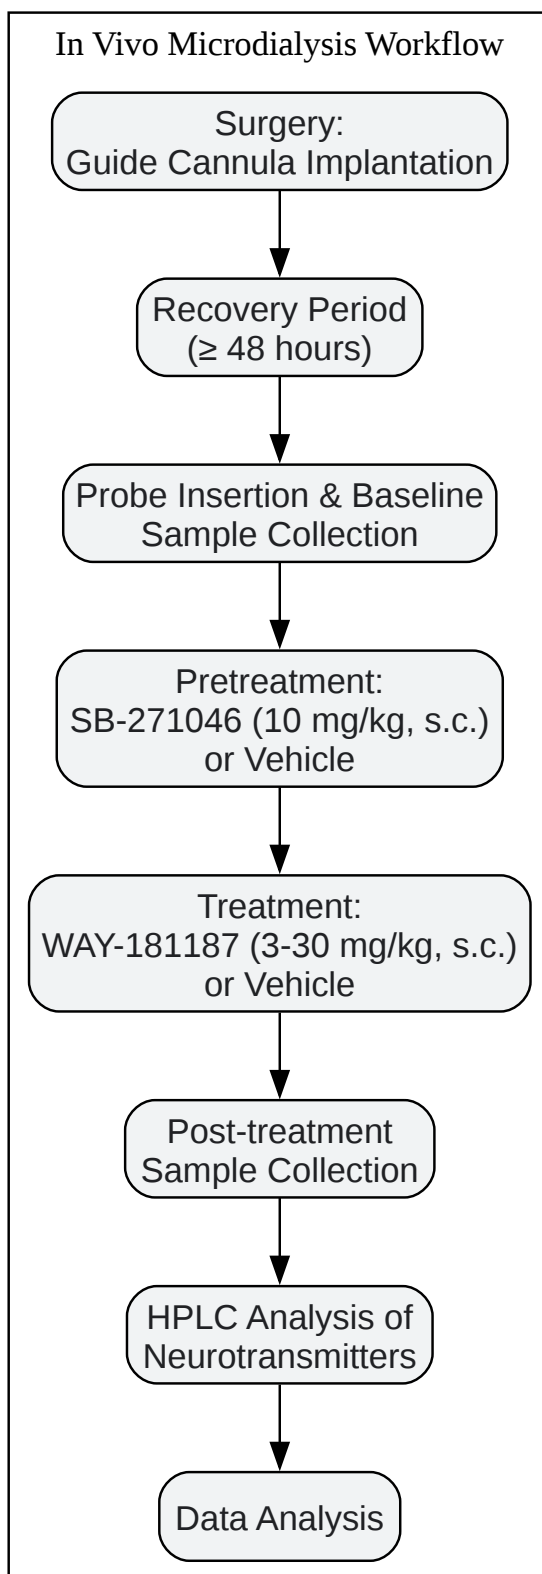 In Vivo Microdialysis Workflow
Surgery:
Guide Cannula Implantation
Recovery Period
(≥ 48 hours)
Probe Insertion & Baseline
Sample Collection
Pretreatment:
SB-271046 (10 mg/kg, s.c.)
or Vehicle
Treatment:
WAY-181187 (3-30 mg/kg, s.c.)
or Vehicle
Post-treatment
Sample Collection
HPLC Analysis of
Neurotransmitters
Data Analysis